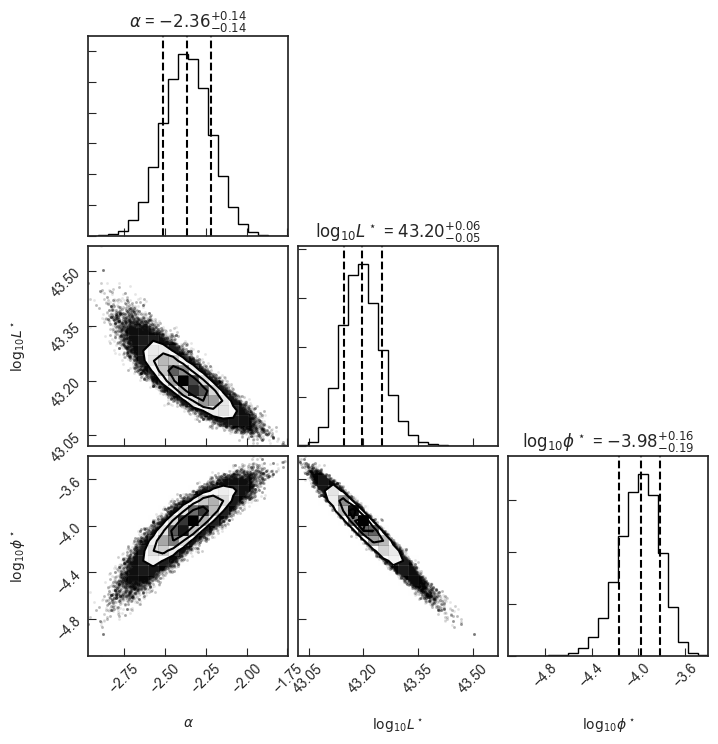 α = −2.36+0.14−0.14
log10L⋆ = 43.20+0.06−0.05
43.50
43.35
43.20
43.05
log10L⋆
log10ϕ⋆ = −3.98+0.16−0.19
−3.6
−4.0
−4.4
−4.8
log10ϕ⋆
−2.75 −2.50 −2.25 −2.00 −1.75 43.05 43.20 43.35 43.50 −4.8 −4.4 −4.0 −3.6
α log10L⋆ log10ϕ⋆